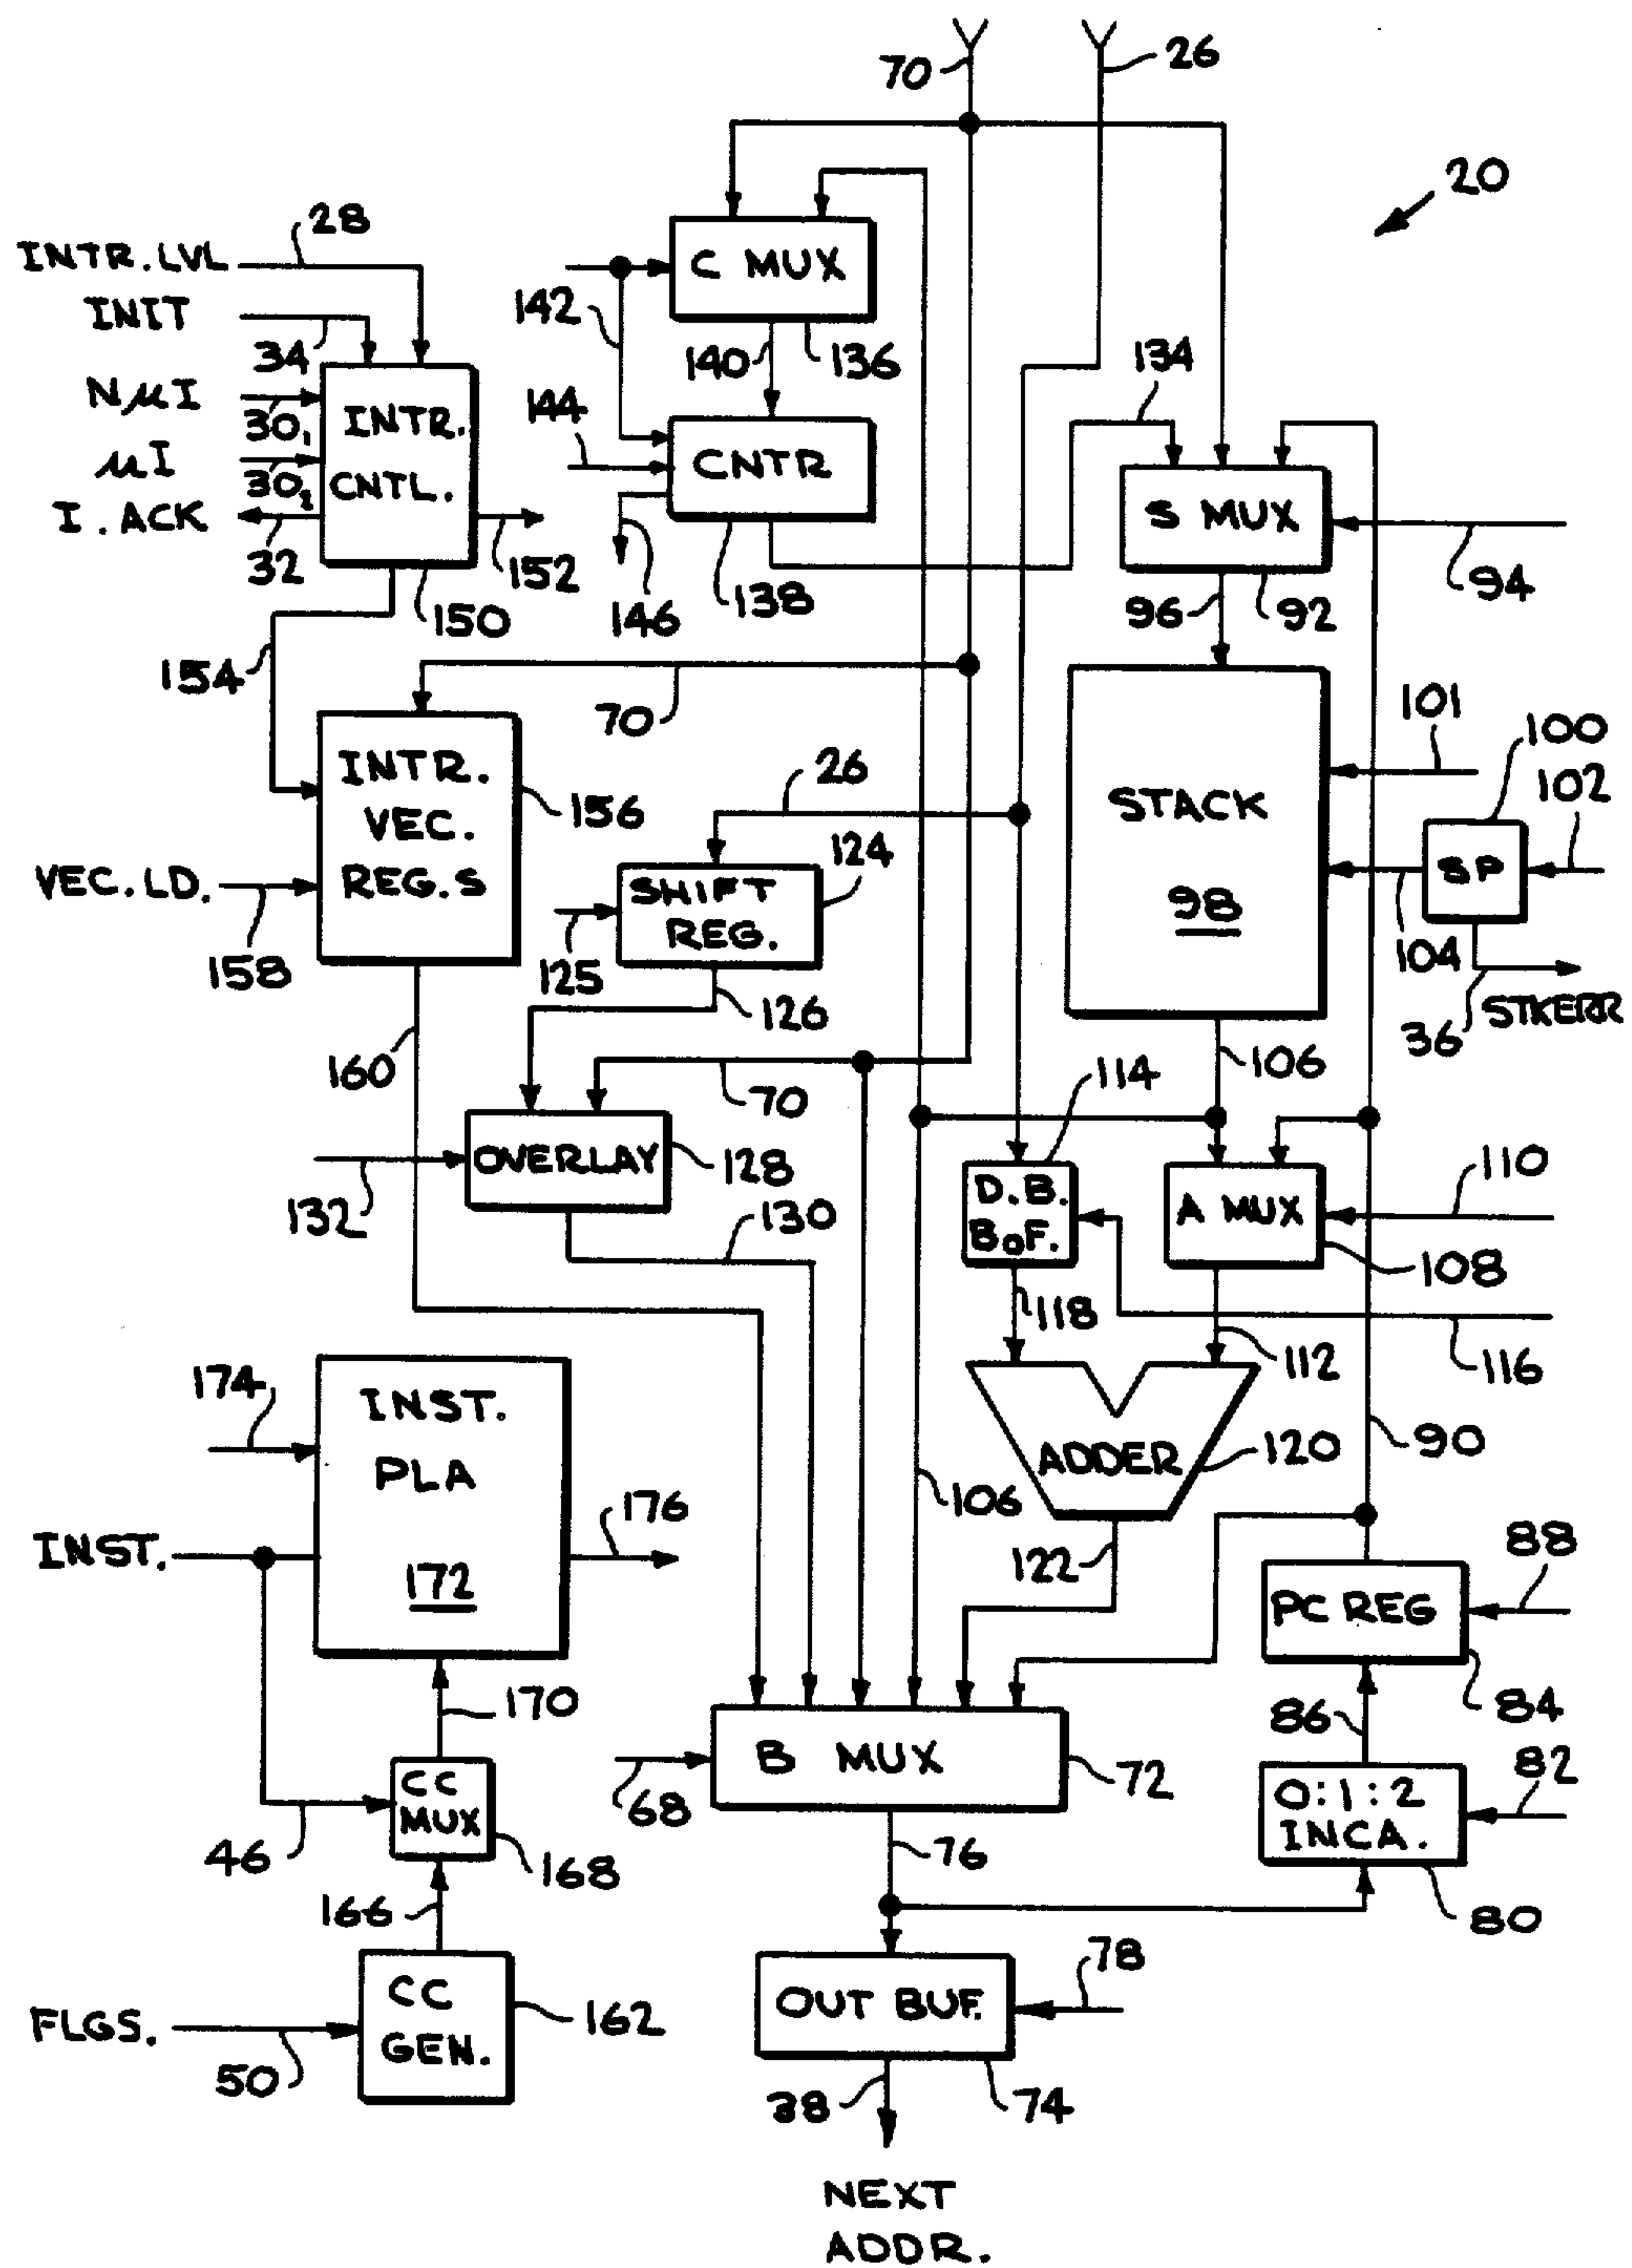 70
26
20
INTR.LVL
28
INIT
34
NμI
30₁
μI
30₂
I. ACK
32
INTR.
CNTL.
152
150
154
C MUX
142
140
136
144
CNTR
146
138
134
S MUX
94
96
92
70
INTR.
VEC.
REG.S
156
VEC. LD.
158
26
124
SHIFT
REG.
125
126
STACK
98
101
100
102
SP
104
36
STKERR
160
70
106
114
OVERLAY
128
132
130
D.B.
BoF.
A MUX
110
108
118
112
116
174
INST.
PLA
172
176
INST.
ADDER
120
90
106
122
PC REG
88
84
86
170
CC
MUX
46
168
166
B MUX
68
72
76
0:1:2
INCA.
82
80
FLGS.
50
CC
GEN.
162
OUT BUF.
78
38
74
NEXT
ADDR.